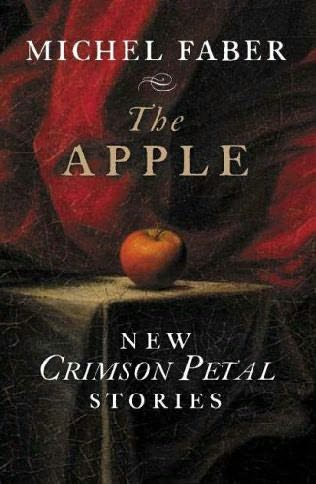 MICHEL FABER
The
APPLE
NEW
CRIMSON PETAL
STORIES